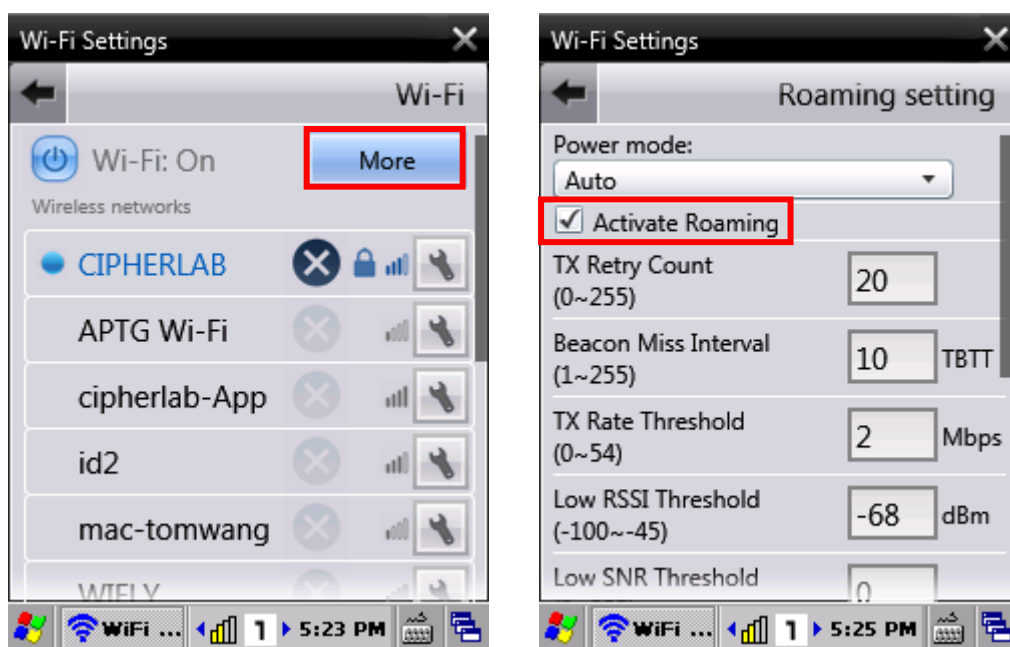 Wi-Fi Settings
Wi-Fi
Wi-Fi: On
More
Wireless networks
CIPHERLAB
APTG Wi-Fi
cipherlab-App
id2
mac-tomwang
WIFLY
WiFi ...
1
5:23 PM
Wi-Fi Settings
Roaming setting
Power mode:
Auto
Activate Roaming
TX Retry Count
(0~255)
20
Beacon Miss Interval
(1~255)
10 TBTT
TX Rate Threshold
(0~54)
2 Mbps
Low RSSI Threshold
(-100~-45)
-68 dBm
Low SNR Threshold
0
WiFi ...
1
5:25 PM